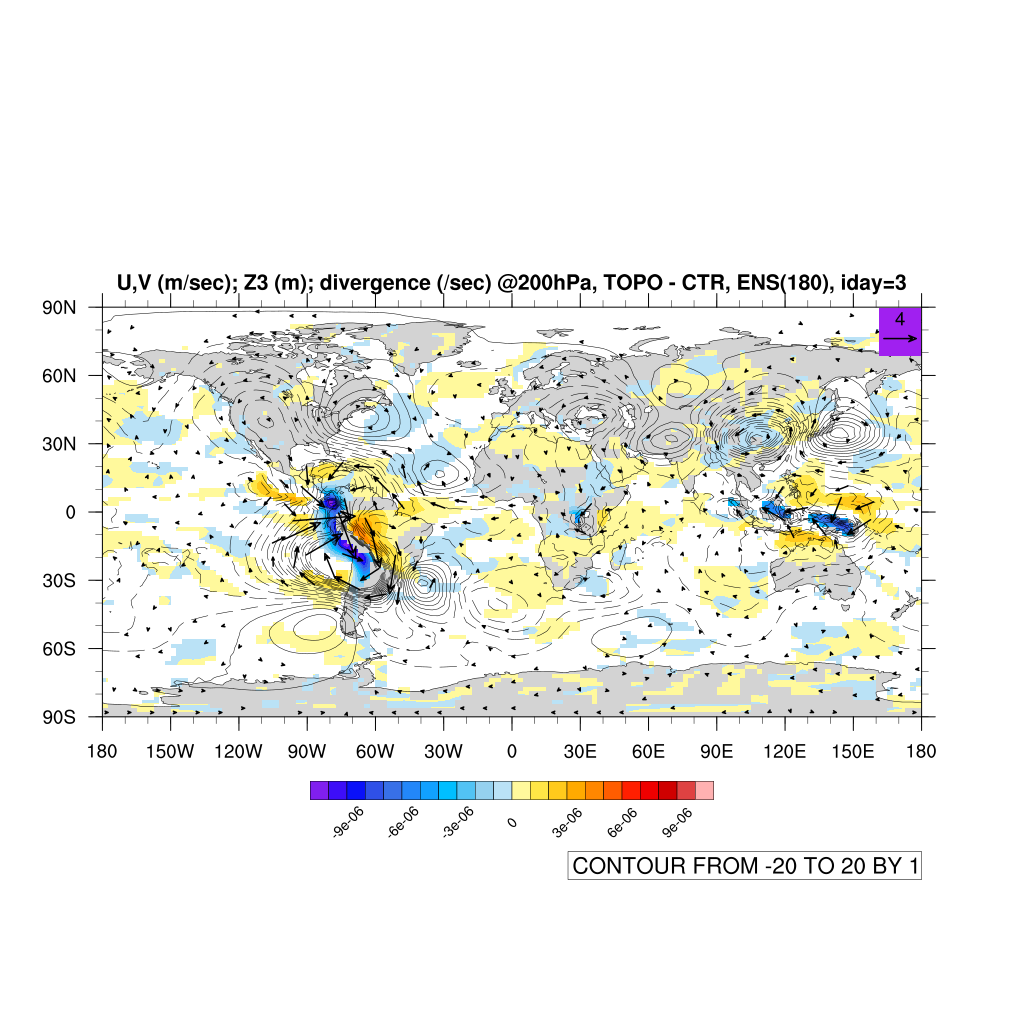 U,V (m/sec); Z3 (m); divergence (/sec) @200hPa, TOPO - CTR, ENS(180), iday=3
90N
4
60N
30N
0
30S
60S
90S
180 150W 120W 90W 60W 30W 0 30E 60E 90E 120E 150E 180
-9e-06 -6e-06 -3e-06 0 3e-06 6e-06 9e-06
CONTOUR FROM -20 TO 20 BY 1